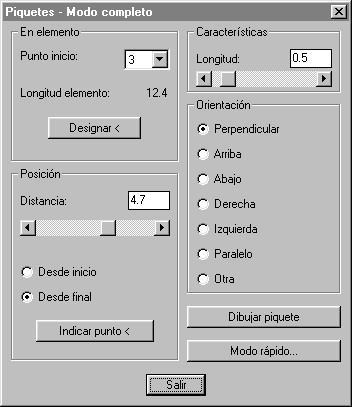 Piquetes - Modo completo
En elemento
Punto inicio: 3
Longitud elemento: 12.4
Designar <
Posición
Distancia: 4.7
Desde inicio
Desde final
Indicar punto <
Características
Longitud: 0.5
Orientación
Perpendicular
Arriba
Abajo
Derecha
Izquierda
Paralelo
Otra
Dibujar piquete
Modo rápido...
Salir